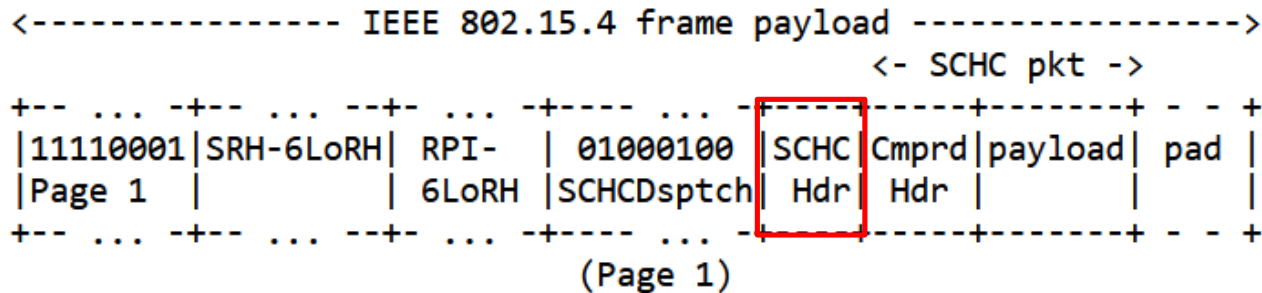 <---------------- IEEE 802.15.4 frame payload ----------------->
<- SCHC pkt ->
+-- ... -+-- ... --+- ... -+---- ... -+----+-----+-------+ - - +
|11110001|SRH-6LoRH| RPI- | 01000100 |SCHC|Cmprd|payload| pad |
|Page 1 | | 6LoRH |SCHCDsptch| Hdr| Hdr | | |
+-- ... -+-- ... --+- ... -+---- ... -+----+-----+-------+ - - +
(Page 1)